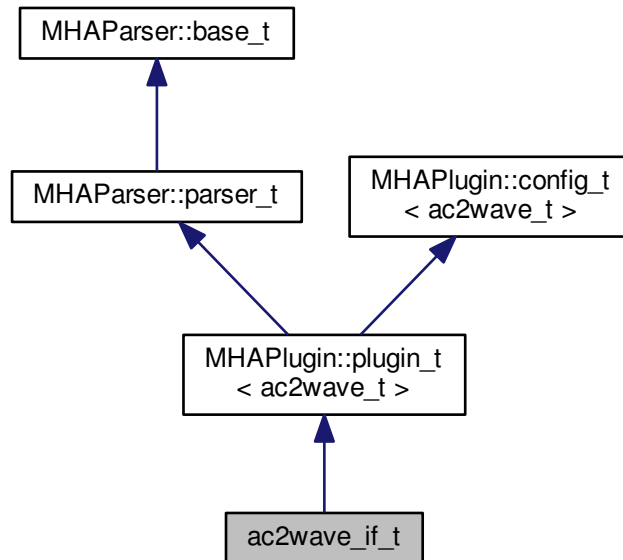 MHAParser::base_t
MHAParser::parser_t
MHAPlugin::config_t
< ac2wave_t >
MHAPlugin::plugin_t
< ac2wave_t >
ac2wave_if_t